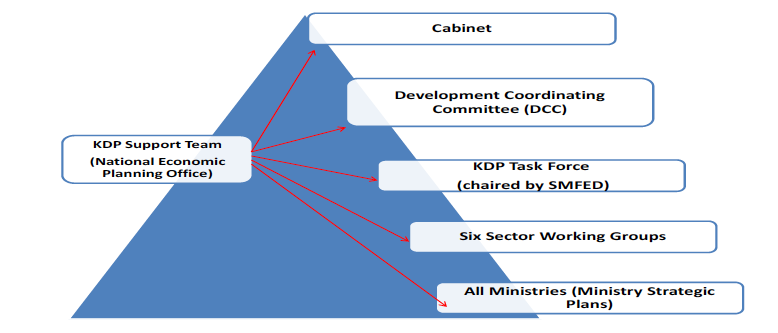 Cabinet
Development Coordinating
Committee (DCC)
KDP Support Team
(National Economic
Planning Office)
KDP Task Force
(chaired by SMFED)
Six Sector Working Groups
All Ministries (Ministry Strategic
Plans)